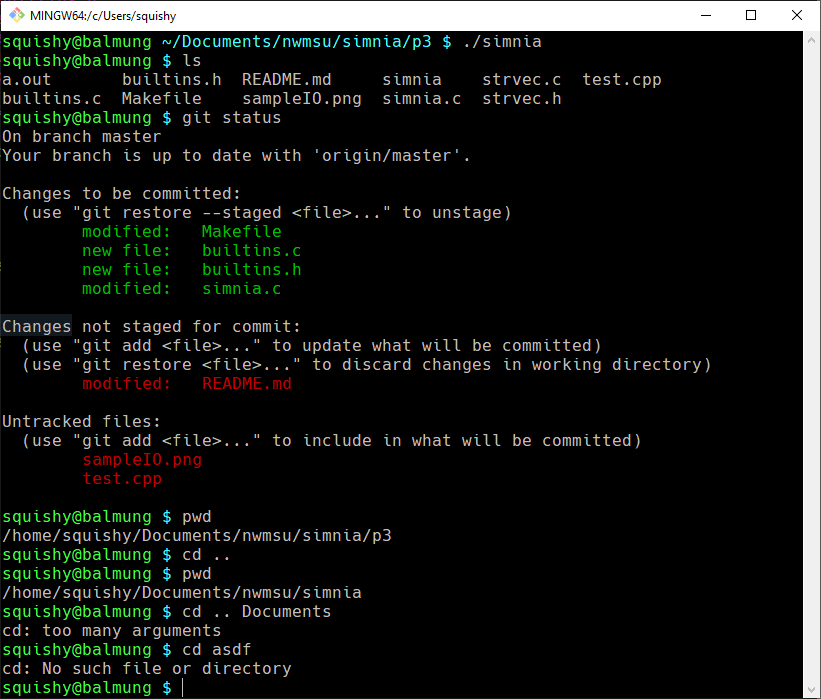 MINGW64:/c/Users/squishy
squishy@balmung ~/Documents/nwmsu/simnia/p3 $ ./simnia
squishy@balmung $ ls
a.out       builtins.h  README.md     simnia    strvec.c  test.cpp
builtins.c  Makefile    sampleIO.png  simnia.c  strvec.h
squishy@balmung $ git status
On branch master
Your branch is up to date with 'origin/master'.

Changes to be committed:
  (use "git restore --staged <file>..." to unstage)
        modified:   Makefile
        new file:   builtins.c
        new file:   builtins.h
        modified:   simnia.c

Changes not staged for commit:
  (use "git add <file>..." to update what will be committed)
  (use "git restore <file>..." to discard changes in working directory)
        modified:   README.md

Untracked files:
  (use "git add <file>..." to include in what will be committed)
        sampleIO.png
        test.cpp

squishy@balmung $ pwd
/home/squishy/Documents/nwmsu/simnia/p3
squishy@balmung $ cd ..
squishy@balmung $ pwd
/home/squishy/Documents/nwmsu/simnia
squishy@balmung $ cd .. Documents
cd: too many arguments
squishy@balmung $ cd asdf
cd: No such file or directory
squishy@balmung $